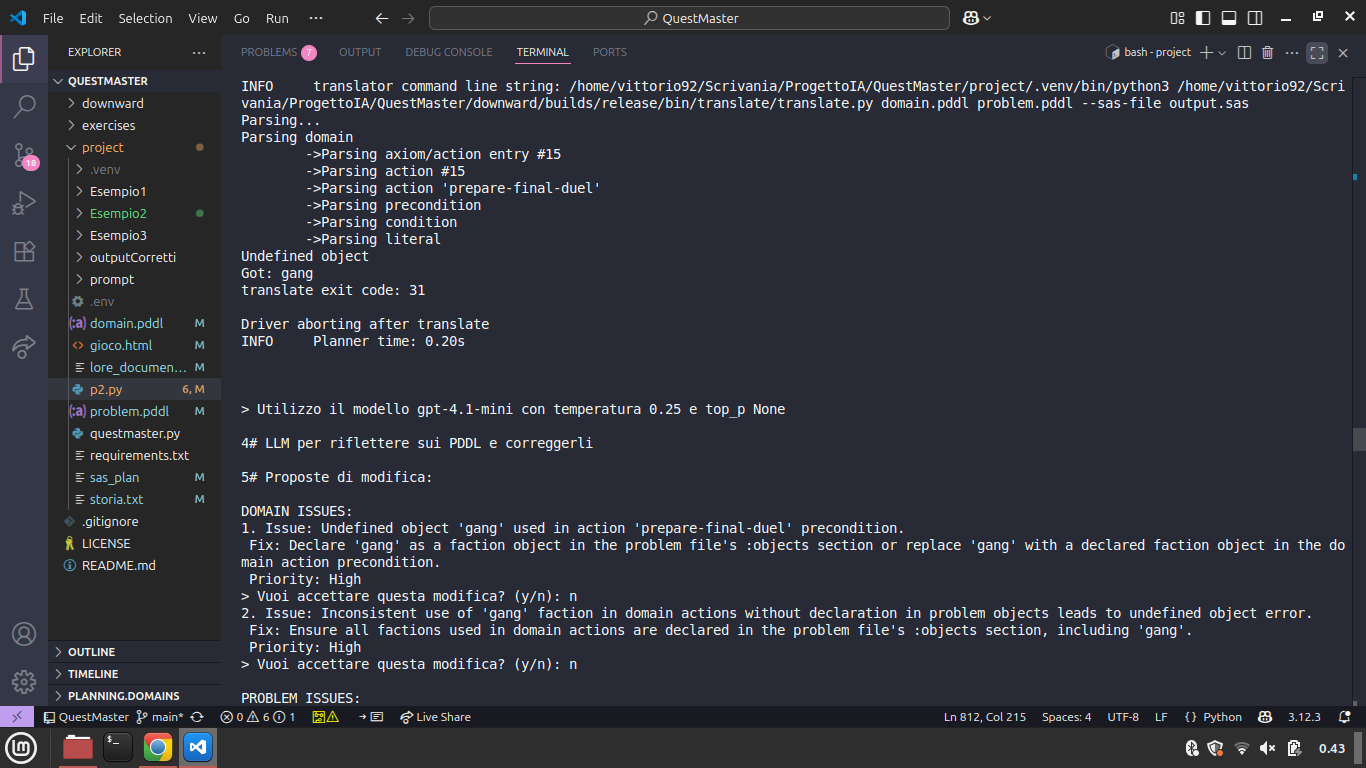 File Edit Selection View Go Run ··· QuestMaster
EXPLORER ···
QUESTMASTER
downward
exercises
project
.venv
Esempio1
Esempio2
Esempio3
outputCorretti
prompt
.env
domain.pddl M
gioco.html M
lore_documen... M
p2.py 6, M
problem.pddl M
questmaster.py
requirements.txt
sas_plan M
storia.txt M
.gitignore
LICENSE
README.md
OUTLINE
TIMELINE
PLANNING.DOMAINS
18
PROBLEMS 7 OUTPUT DEBUG CONSOLE TERMINAL PORTS bash - project
INFO     translator command line string: /home/vittorio92/Scrivania/ProgettoIA/QuestMaster/project/.venv/bin/python3 /home/vittorio92/Scri
vania/ProgettoIA/QuestMaster/downward/builds/release/bin/translate/translate.py domain.pddl problem.pddl --sas-file output.sas
Parsing...
Parsing domain
->Parsing axiom/action entry #15
->Parsing action #15
->Parsing action 'prepare-final-duel'
->Parsing precondition
->Parsing condition
->Parsing literal
Undefined object
Got: gang
translate exit code: 31
Driver aborting after translate
INFO     Planner time: 0.20s
> Utilizzo il modello gpt-4.1-mini con temperatura 0.25 e top_p None
4# LLM per riflettere sui PDDL e correggerli
5# Proposte di modifica:
DOMAIN ISSUES:
1. Issue: Undefined object 'gang' used in action 'prepare-final-duel' precondition.
Fix: Declare 'gang' as a faction object in the problem file's :objects section or replace 'gang' with a declared faction object in the do
main action precondition.
Priority: High
> Vuoi accettare questa modifica? (y/n): n
2. Issue: Inconsistent use of 'gang' faction in domain actions without declaration in problem objects leads to undefined object error.
Fix: Ensure all factions used in domain actions are declared in the problem file's :objects section, including 'gang'.
Priority: High
> Vuoi accettare questa modifica? (y/n): n
PROBLEM ISSUES:
QuestMaster main* 0 6 1 Live Share Ln 812, Col 215 Spaces: 4 UTF-8 LF {} Python 3.12.3
0.43